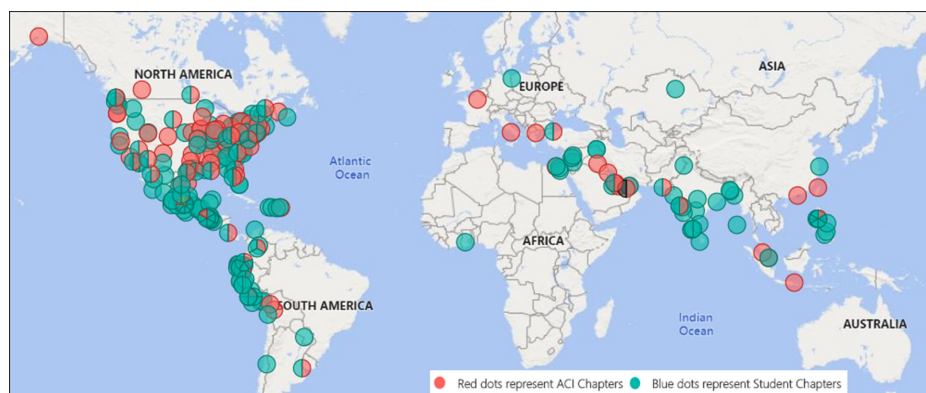 NORTH AMERICA
EUROPE
ASIA
Atlantic
Ocean
AFRICA
SOUTH AMERICA
Indian
Ocean
AUSTRALIA
Red dots represent ACI Chapters
Blue dots represent Student Chapters